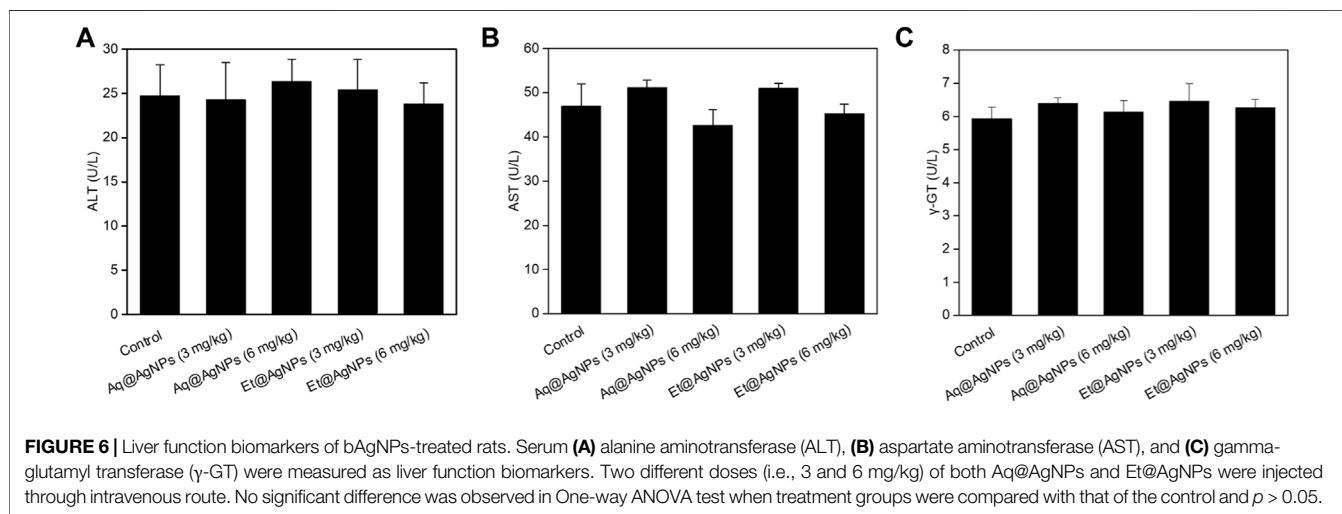 A
30
25
20
15
10
5
0
ALT (U/L)
Control
Aq@AgNPs (3 mg/kg)
Aq@AgNPs (6 mg/kg)
Et@AgNPs (3 mg/kg)
Et@AgNPs (6 mg/kg)
B
60
50
40
30
20
10
0
AST (U/L)
Control
Aq@AgNPs (3 mg/kg)
Aq@AgNPs (6 mg/kg)
Et@AgNPs (3 mg/kg)
Et@AgNPs (6 mg/kg)
C
8
7
6
5
4
3
2
1
0
γ-GT (U/L)
Control
Aq@AgNPs (3 mg/kg)
Aq@AgNPs (6 mg/kg)
Et@AgNPs (3 mg/kg)
Et@AgNPs (6 mg/kg)
FIGURE 6 | Liver function biomarkers of bAgNPs-treated rats. Serum (A) alanine aminotransferase (ALT), (B) aspartate aminotransferase (AST), and (C) gamma-
glutamyl transferase (γ-GT) were measured as liver function biomarkers. Two different doses (i.e., 3 and 6 mg/kg) of both Aq@AgNPs and Et@AgNPs were injected
through intravenous route. No significant difference was observed in One-way ANOVA test when treatment groups were compared with that of the control and p > 0.05.